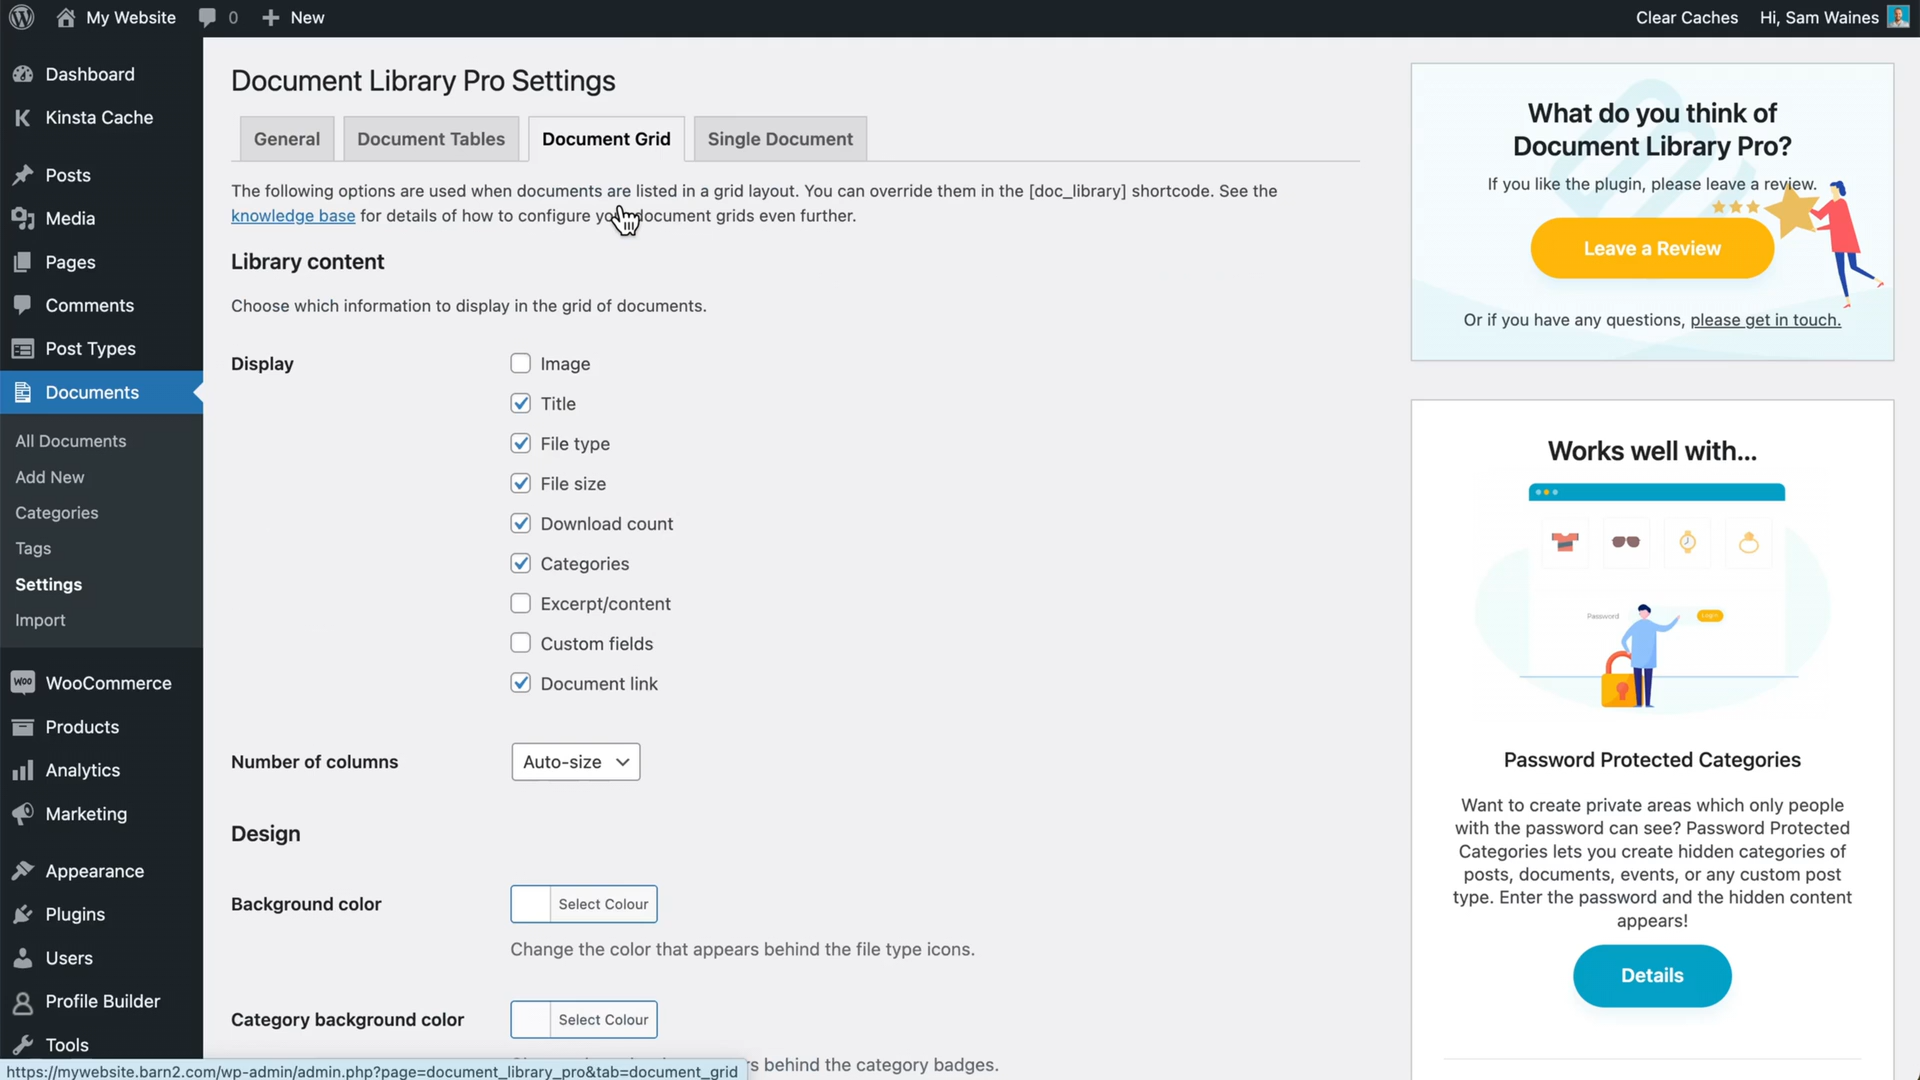 My Website
0
New
Clear Caches
Hi, Sam Waines
Dashboard
Kinsta Cache
Posts
Media
Pages
Comments
Post Types
Documents
All Documents
Add New
Categories
Tags
Settings
Import
WooCommerce
Products
Analytics
Marketing
Appearance
Plugins
Users
Profile Builder
Tools
Document Library Pro Settings
General
Document Tables
Document Grid
Single Document
The following options are used when documents are listed in a grid layout. You can override them in the [doc_library] shortcode. See the
knowledge base for details of how to configure document grids even further.
Library content
Choose which information to display in the grid of documents.
Display
Image
Title
File type
File size
Download count
Categories
Excerpt/content
Custom fields
Document link
Number of columns
Auto-size
Design
Background color
Select Colour
Change the color that appears behind the file type icons.
Category background color
Select Colour
behind the category badges.
https://mywebsite.barn2.com/wp-admin/admin.php?page=document_library_pro&tab=document_grid
What do you think of
Document Library Pro?
If you like the plugin, please leave a review.
Leave a Review
Or if you have any questions, please get in touch.
Works well with...
Password
Login
Password Protected Categories
Want to create private areas which only people
with the password can see? Password Protected
Categories lets you create hidden categories of
posts, documents, events, or any custom post
type. Enter the password and the hidden content
appears!
Details